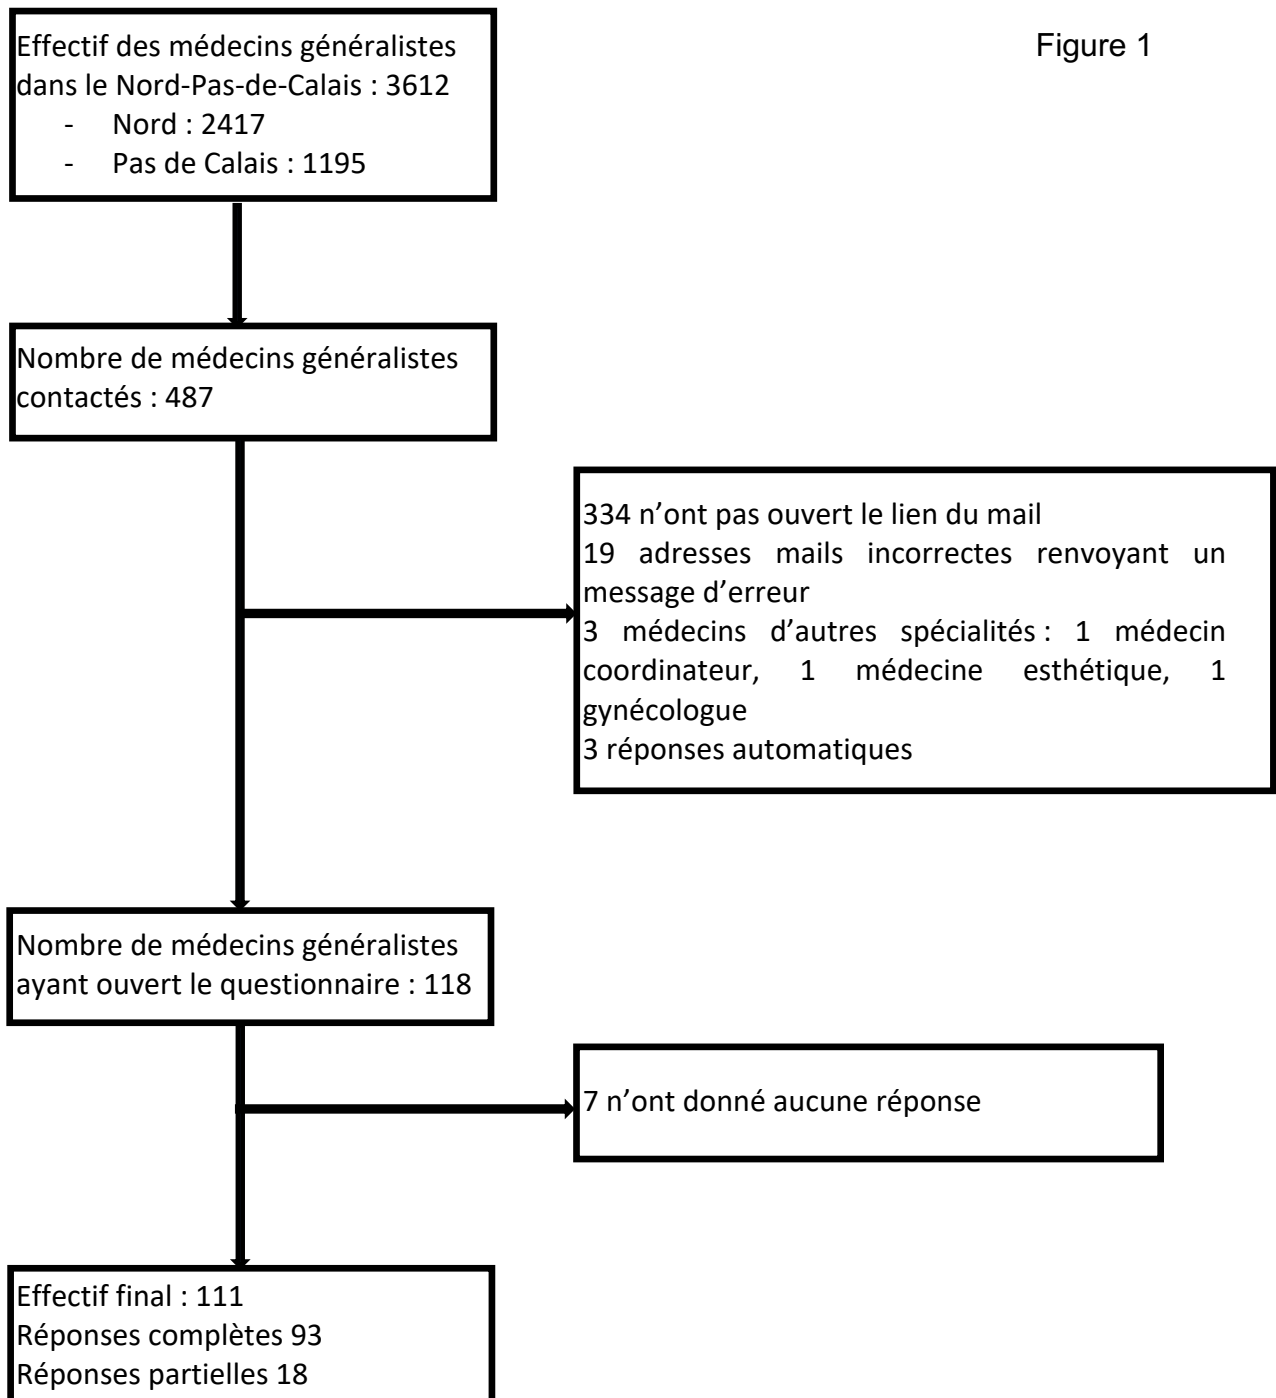 Figure 1
Effectif des médecins généralistes
dans le Nord-Pas-de-Calais : 3612
- Nord : 2417
- Pas de Calais : 1195
Nombre de médecins généralistes
contactés : 487
334 n’ont pas ouvert le lien du mail
19 adresses mails incorrectes renvoyant un
message d’erreur
3 médecins d’autres spécialités : 1 médecin
coordinateur, 1 médecine esthétique, 1
gynécologue
3 réponses automatiques
Nombre de médecins généralistes
ayant ouvert le questionnaire : 118
7 n’ont donné aucune réponse
Effectif final : 111
Réponses complètes 93
Réponses partielles 18